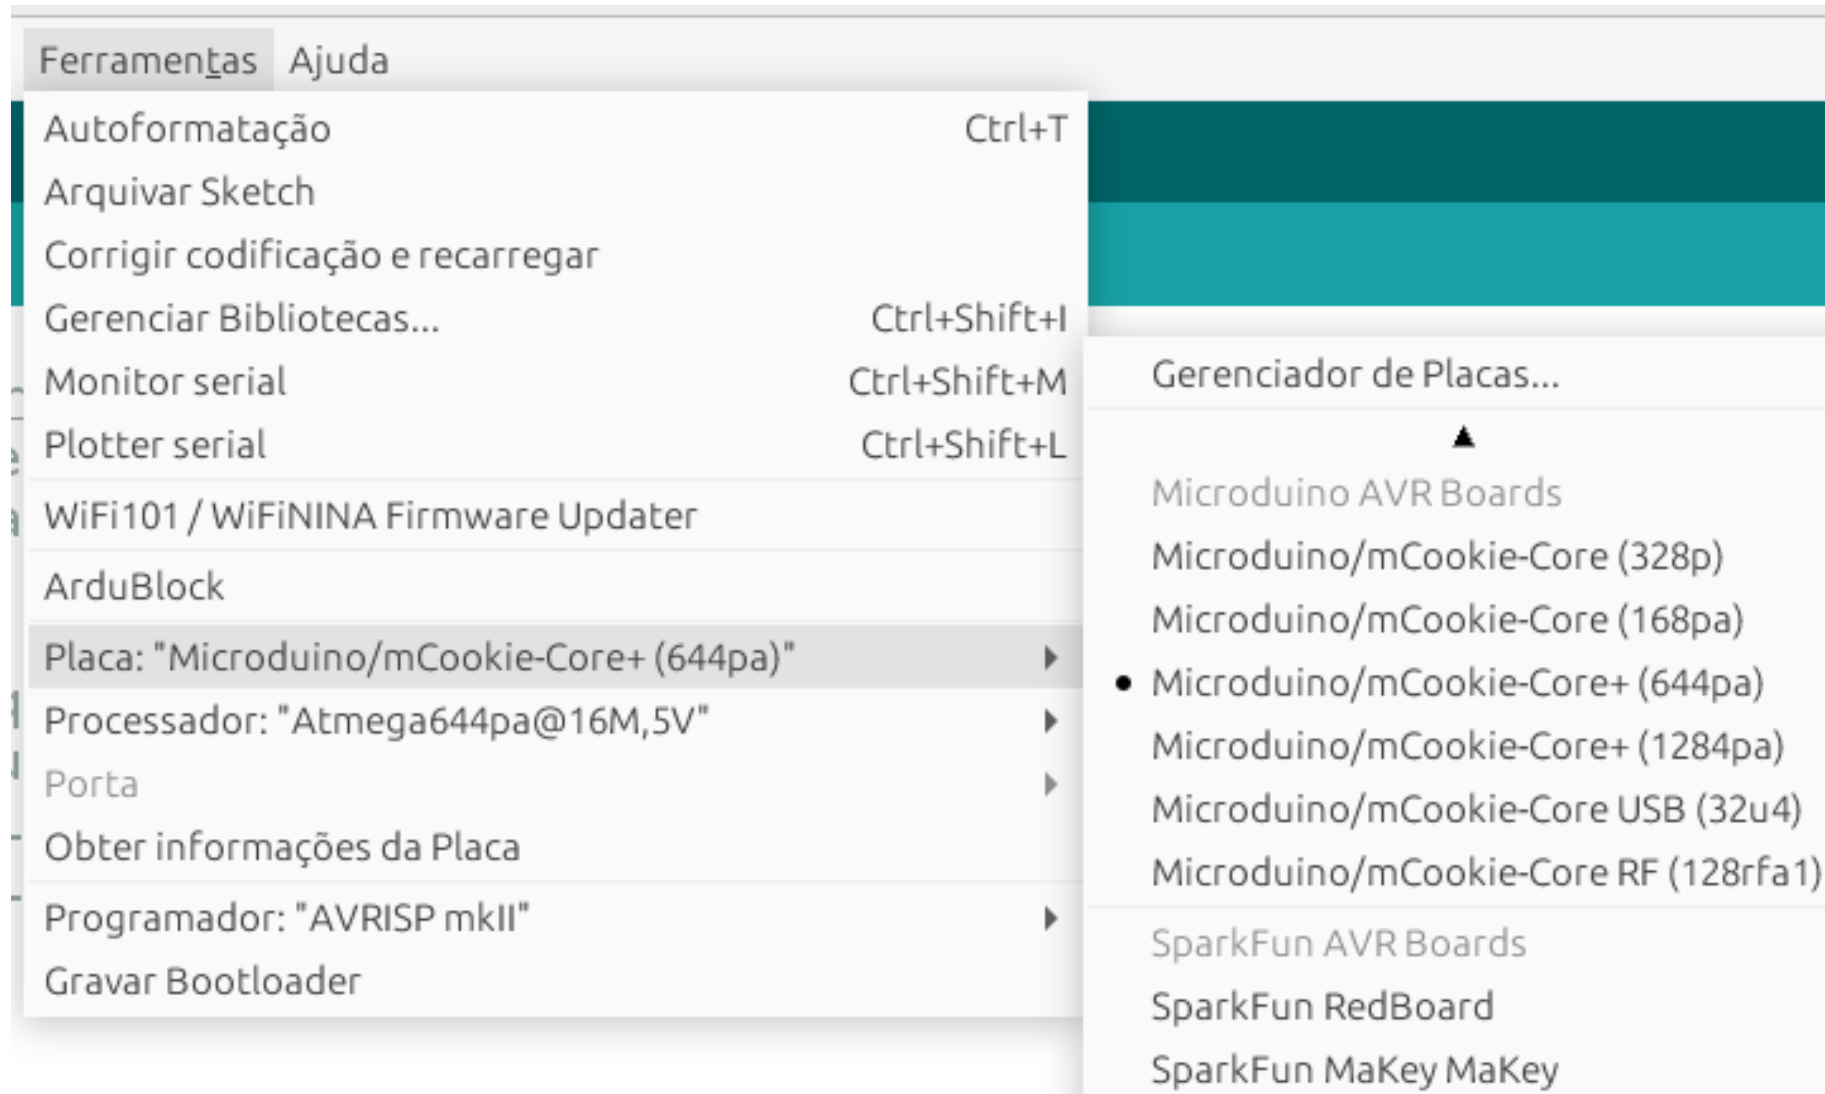 Ferramentas Ajuda
Autoformatação Ctrl+T
Arquivar Sketch
Corrigir codificação e recarregar
Gerenciar Bibliotecas... Ctrl+Shift+I
Monitor serial Ctrl+Shift+M
Plotter serial Ctrl+Shift+L
WiFi101 / WiFiNINA Firmware Updater
ArduBlock
Placa: "Microduino/mCookie-Core+ (644pa)"
Processador: "Atmega644pa@16M,5V"
Porta
Obter informações da Placa
Programador: "AVRISP mkII"
Gravar Bootloader
Gerenciador de Placas...
Microduino AVR Boards
Microduino/mCookie-Core (328p)
Microduino/mCookie-Core (168pa)
Microduino/mCookie-Core+ (644pa)
Microduino/mCookie-Core+ (1284pa)
Microduino/mCookie-Core USB (32u4)
Microduino/mCookie-Core RF (128rfa1)
SparkFun AVR Boards
SparkFun RedBoard
SparkFun MaKey MaKey